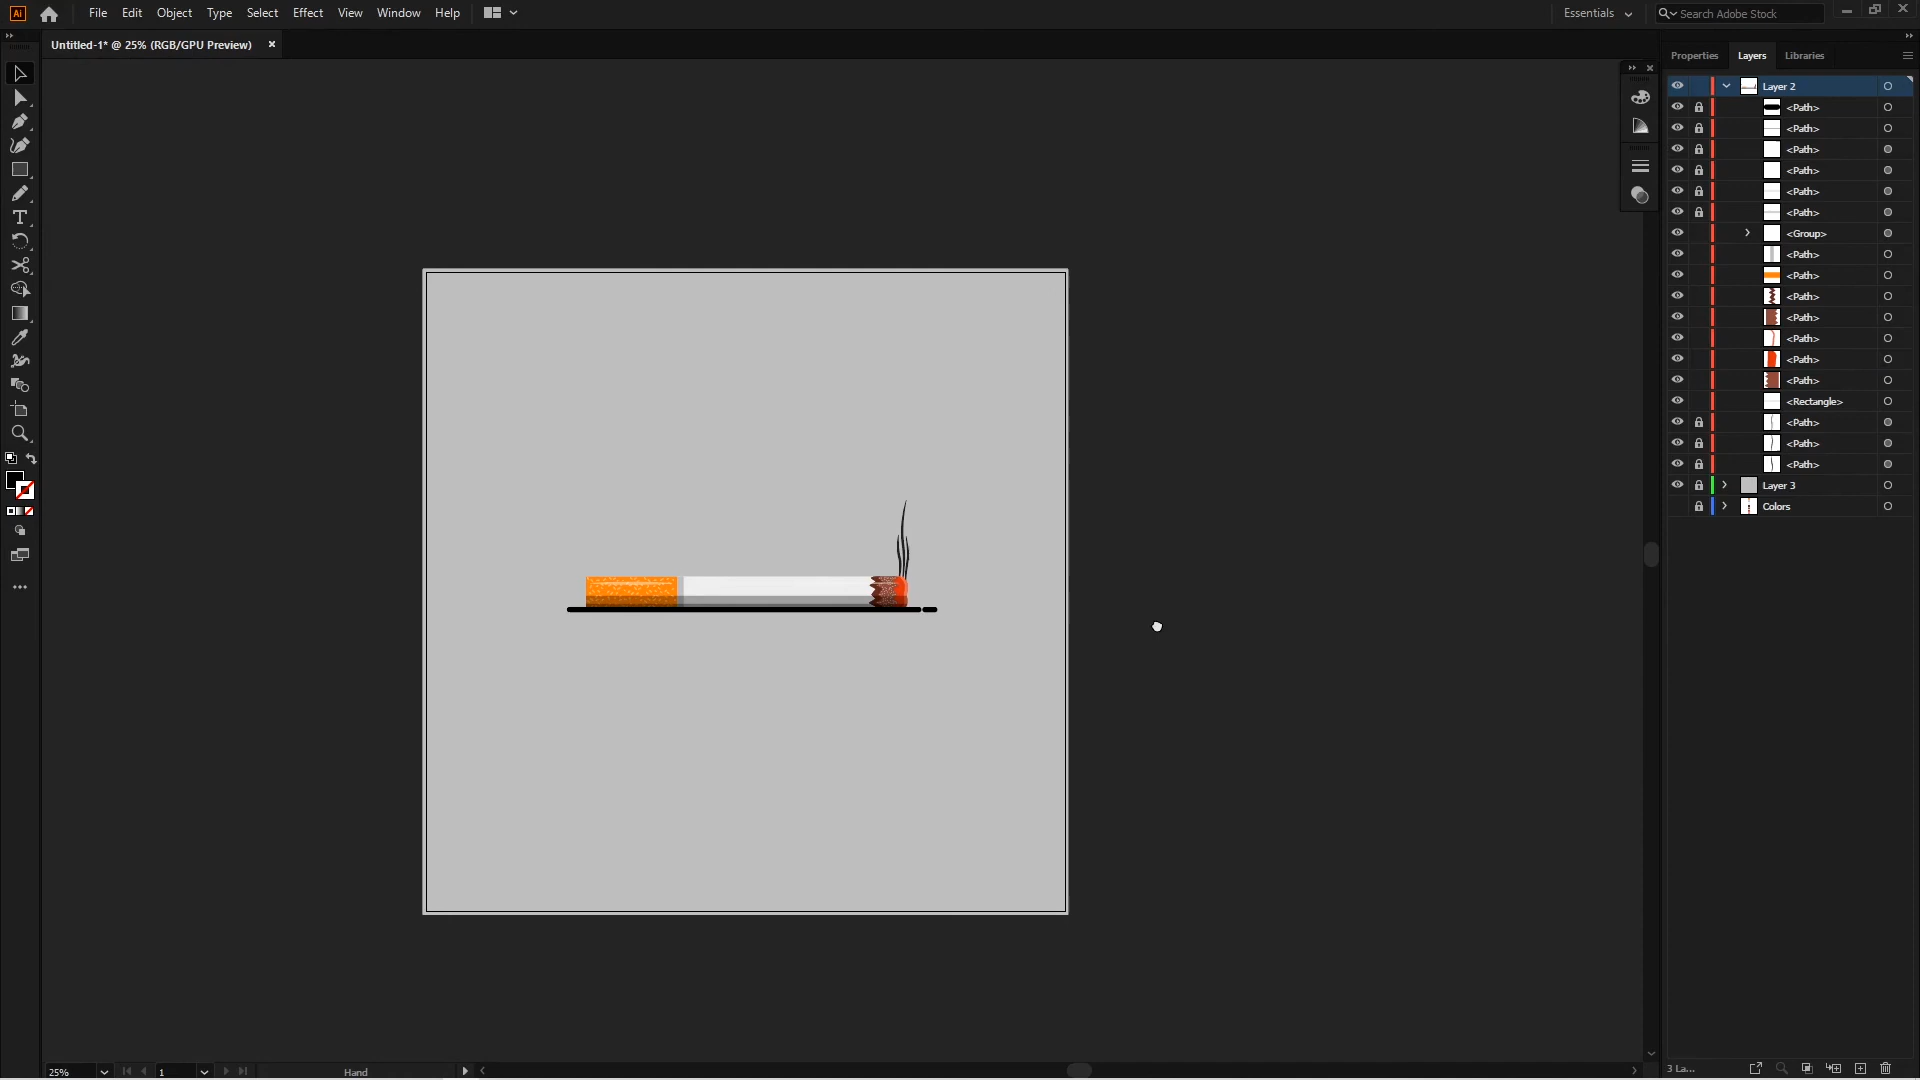 Ai File Edit Object Type Select Effect View Window Help Essentials Search Adobe Stock
Untitled-1* @ 25% (RGB/GPU Preview)
Properties Layers Libraries
Layer 2
<Path>
<Path>
<Path>
<Path>
<Path>
<Path>
<Group>
<Path>
<Path>
<Path>
<Path>
<Path>
<Path>
<Path>
<Rectangle>
<Path>
<Path>
<Path>
Layer 3
Colors
25% 1 Hand 3 La...